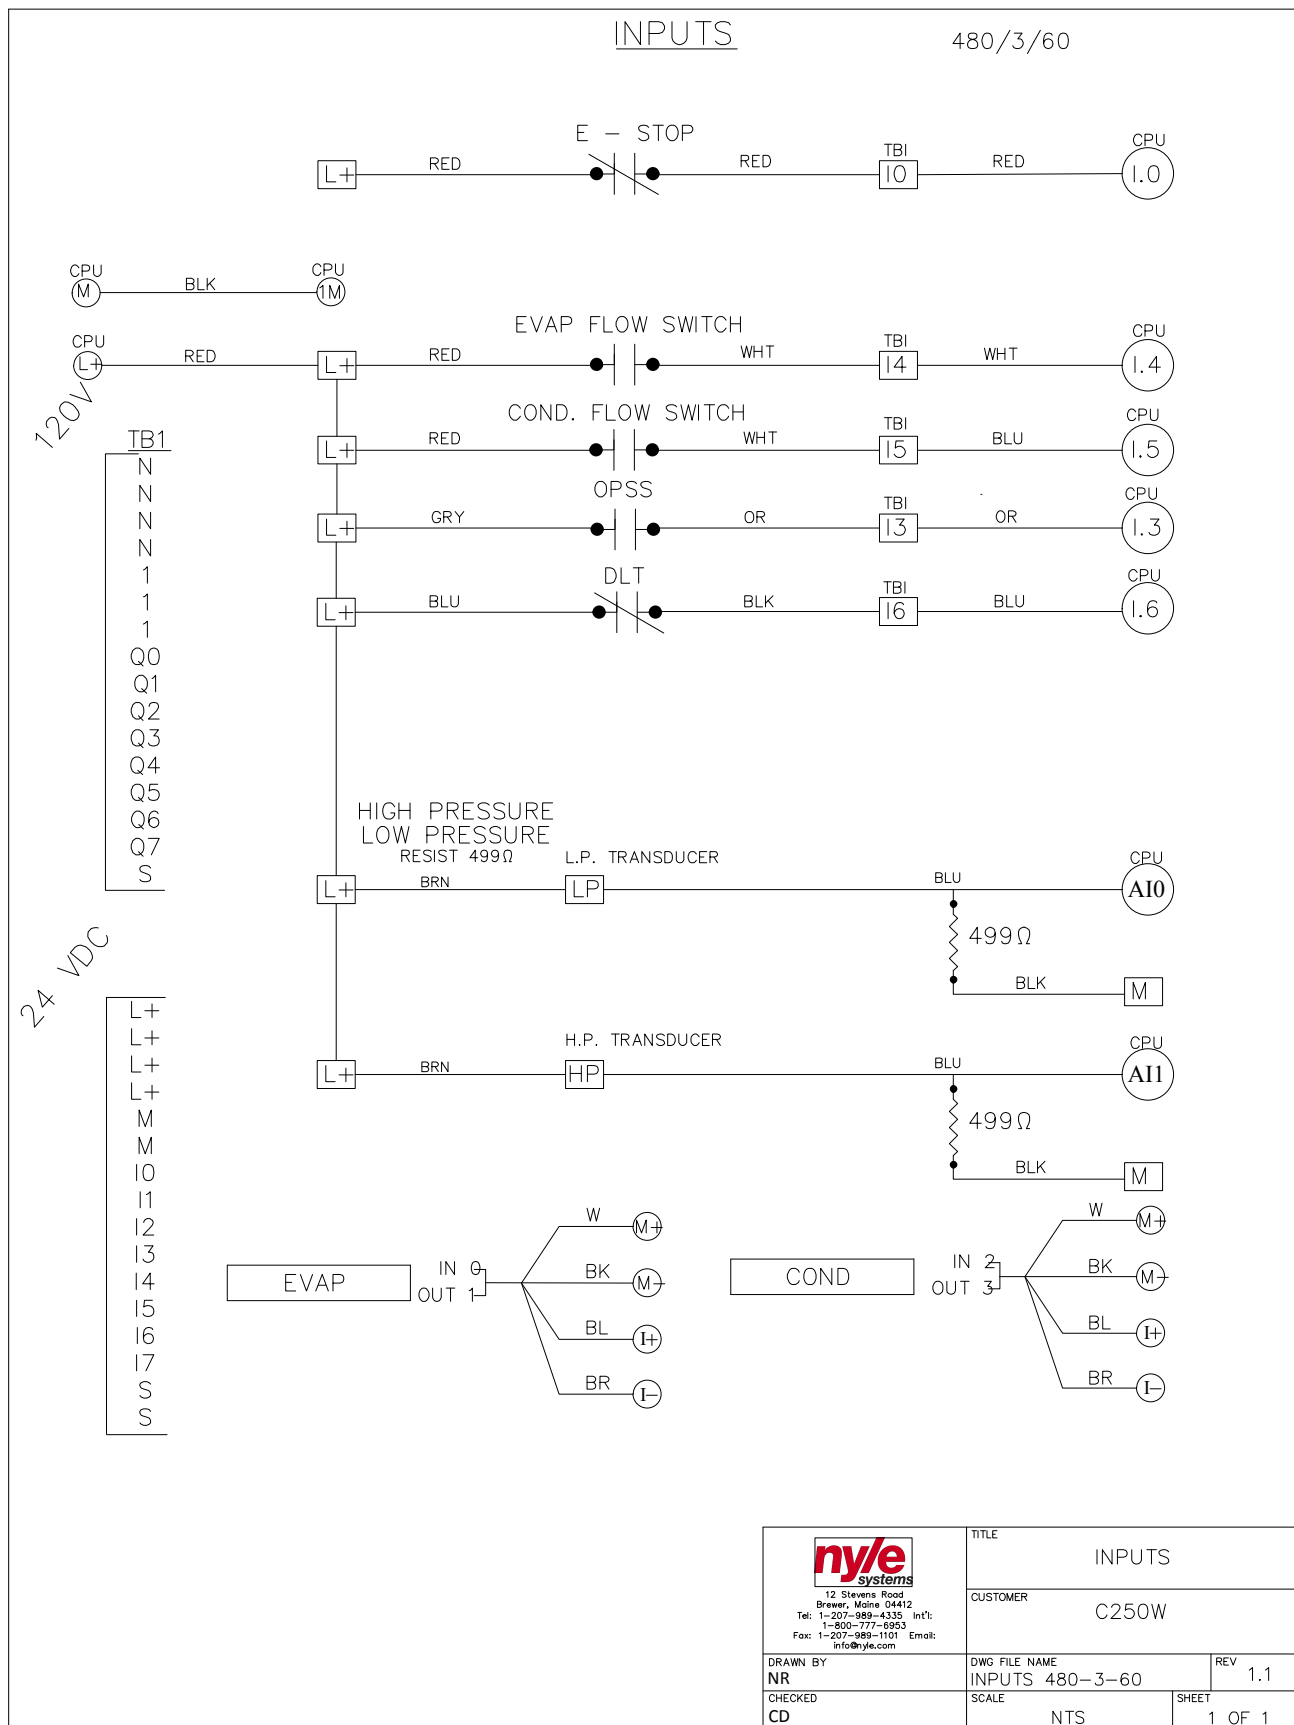 INPUTS
480/3/60
E - STOP
L+ RED RED TBI I0 RED CPU I.0
CPU M BLK CPU 1M
EVAP FLOW SWITCH
CPU L+ RED L+ RED WHT TBI I4 WHT CPU I.4
120V
COND. FLOW SWITCH
L+ RED WHT TBI I5 BLU CPU I.5
OPSS
L+ GRY OR TBI I3 OR CPU I.3
DLT
L+ BLU BLK TBI I6 BLU CPU I.6
TB1
N
N
N
N
1
1
1
Q0
Q1
Q2
Q3
Q4
Q5
Q6
Q7
S
HIGH PRESSURE
LOW PRESSURE
RESIST 499Ω
L.P. TRANSDUCER
L+ BRN LP BLU CPU AI0
499Ω
BLK M
24 VDC
L+
L+
L+
L+
M
M
I0
I1
I2
I3
I4
I5
I6
I7
S
S
H.P. TRANSDUCER
L+ BRN HP BLU CPU AI1
499Ω
BLK M
EVAP
IN 0
OUT 1
W M+
BK M-
BL I+
BR I-
COND
IN 2
OUT 3
W M+
BK M-
BL I+
BR I-
nyle
systems
12 Stevens Road
Brewer, Maine 04412
Tel: 1-207-989-4335 Int'l:
1-800-777-6953
Fax: 1-207-989-1101 Email:
info@nyle.com
TITLE
INPUTS
CUSTOMER
C250W
DRAWN BY
NR
DWG FILE NAME
INPUTS 480-3-60
REV
1.1
CHECKED
CD
SCALE
NTS
SHEET
1 OF 1